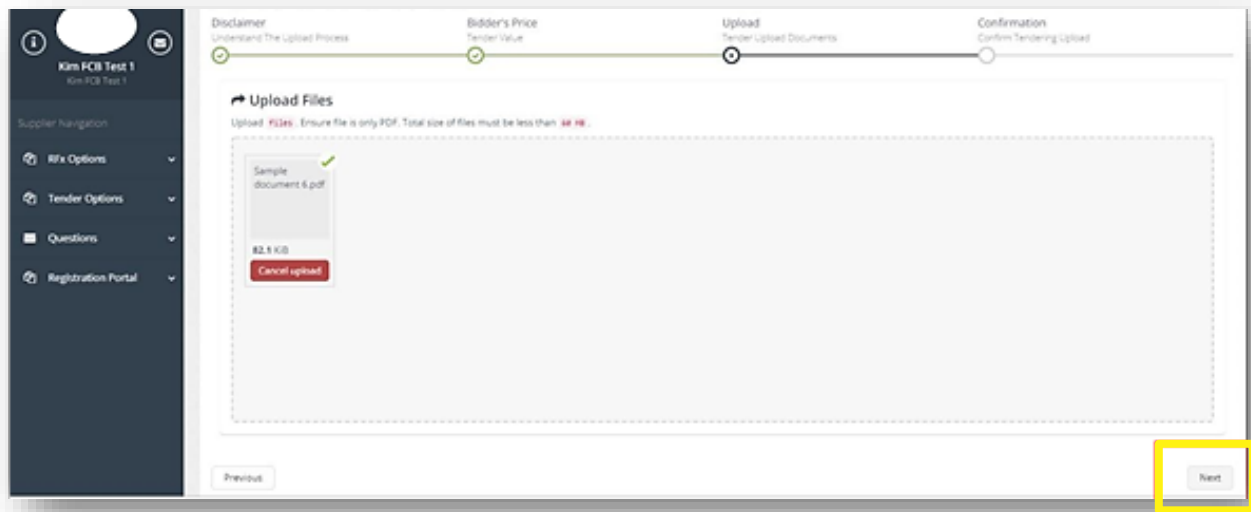 Kim FCB Test 1
Kim FCB Test 1
Supplier Navigation
RFx Options
Tender Options
Questions
Registration Portal
Disclaimer
Understand The Upload Process
Bidder's Price
Tender Value
Upload
Tender Upload Documents
Confirmation
Confirm Tendering Upload
Upload Files
Upload files. Ensure file is only PDF. Total size of files must be less than 60 MB.
Sample
document 6.pdf
82.1 KiB
Cancel upload
Previous
Next